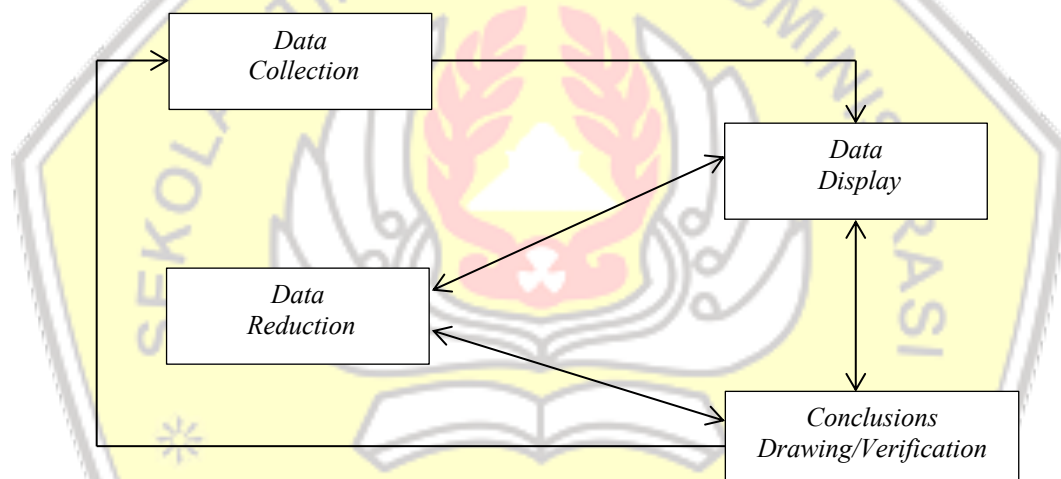 Data
Collection
Data
Display
Data
Reduction
Conclusions
Drawing/Verification